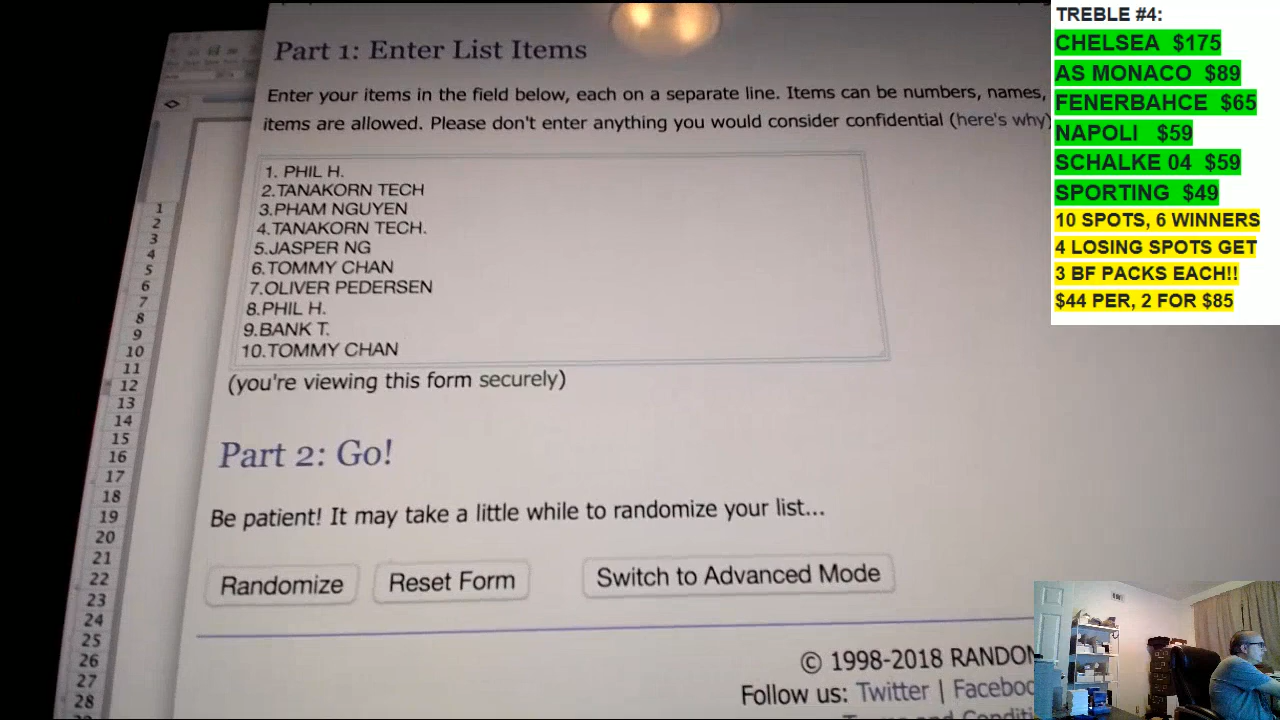 Part 1: Enter List Items
Enter your items in the field below, each on a separate line. Items can be numbers, names,
items are allowed. Please don't enter anything you would consider confidential (here's why)
1. PHIL H.
2.TANAKORN TECH
3.PHAM NGUYEN
4.TANAKORN TECH.
5.JASPER NG
6.TOMMY CHAN
7.OLIVER PEDERSEN
8.PHIL H.
9.BANK T.
10.TOMMY CHAN
(you're viewing this form securely)
Part 2: Go!
Be patient! It may take a little while to randomize your list...
Randomize
Reset Form
Switch to Advanced Mode
© 1998-2018 RANDOM
Follow us: Twitter | Faceboo
1
2
3
4
5
6
7
8
9
10
11
12
13
14
15
16
17
18
19
20
21
22
23
24
25
26
27
28
TREBLE #4:
CHELSEA $175
AS MONACO $89
FENERBAHCE $65
NAPOLI $59
SCHALKE 04 $59
SPORTING $49
10 SPOTS, 6 WINNERS
4 LOSING SPOTS GET
3 BF PACKS EACH!!
$44 PER, 2 FOR $85